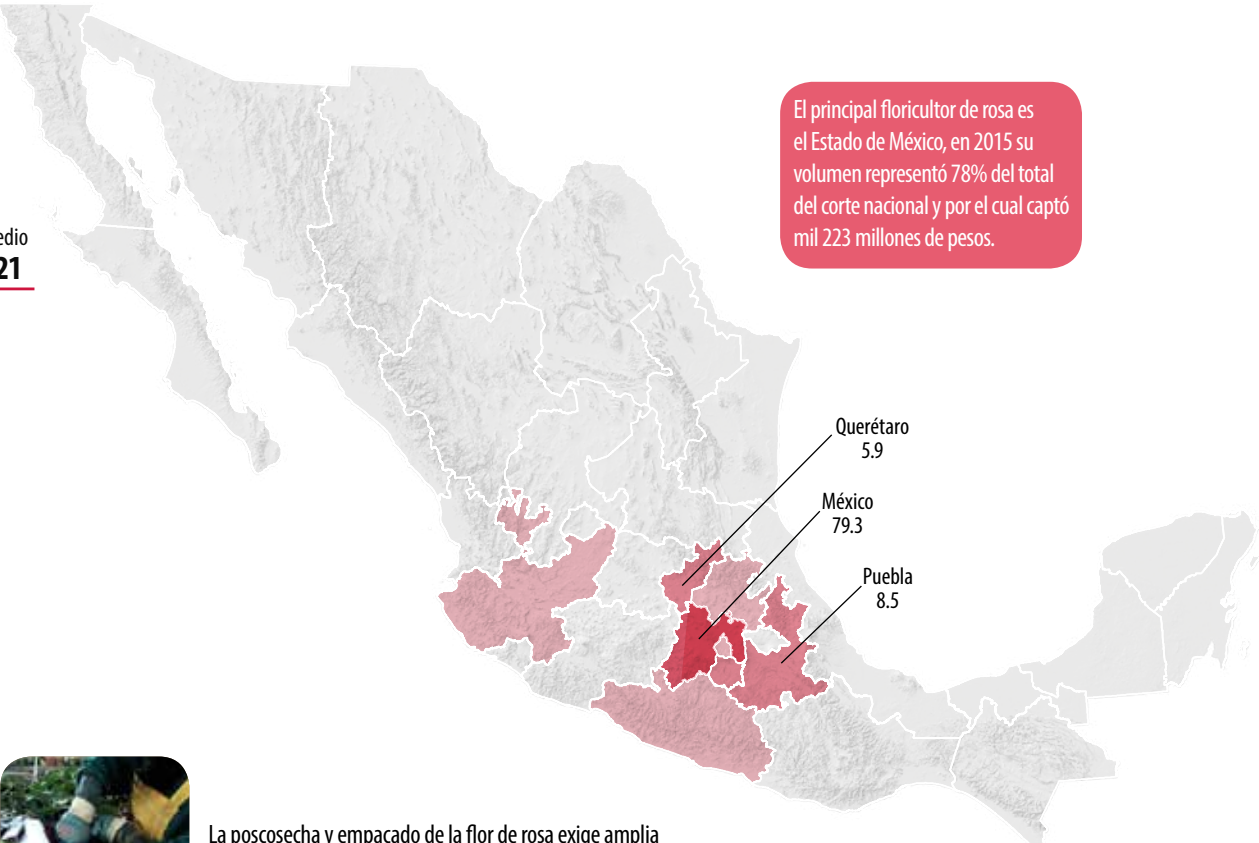 El principal floricultor de rosa es
el Estado de México, en 2015 su
volumen representó 78% del total
del corte nacional y por el cual captó
mil 223 millones de pesos.
21
Querétaro
5.9
México
79.3
Puebla
8.5
La poscosecha y empacado de la flor de rosa exige amplia